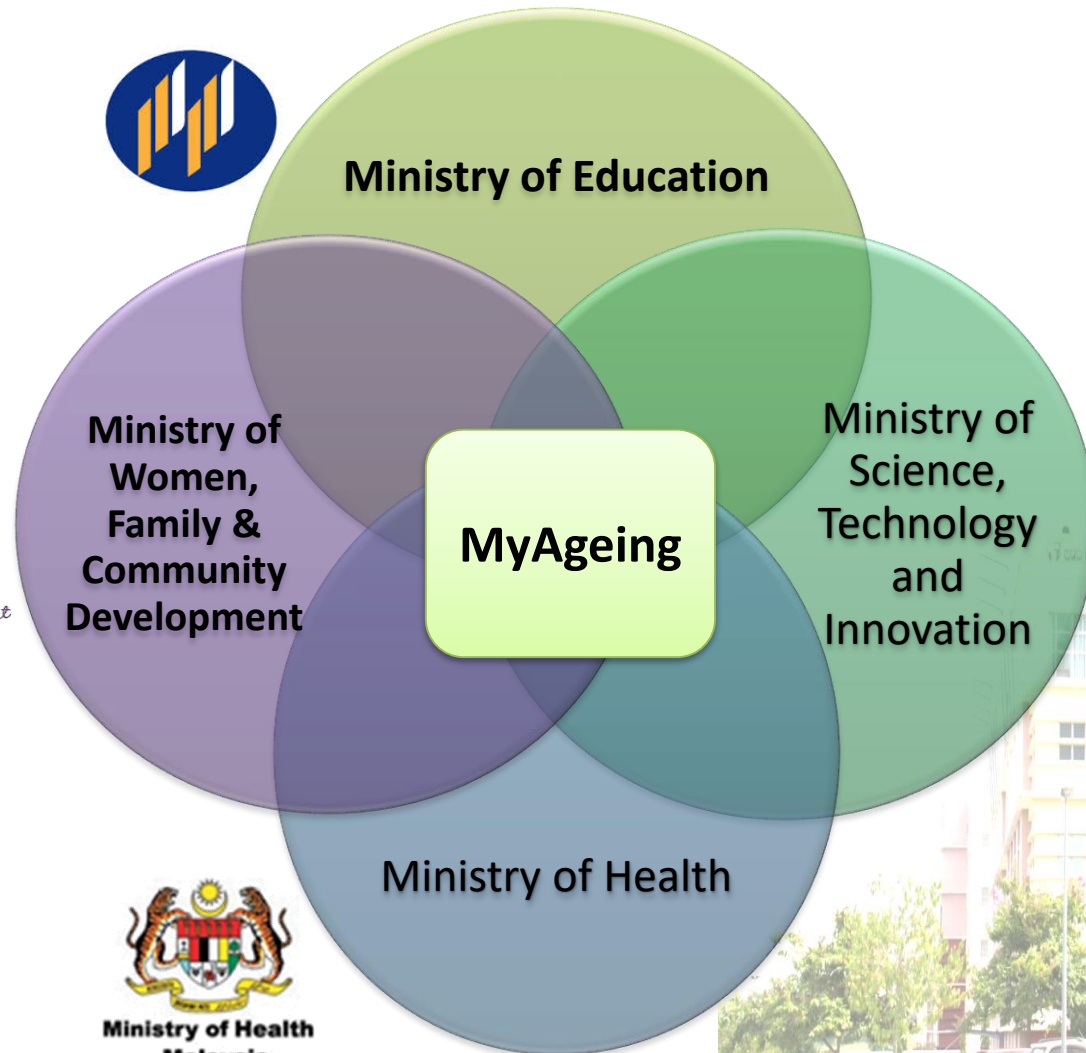 Ministry of Education
Ministry of
Women,
Family &
Community
Development
MyAgeing
Ministry of
Science,
Technology
and
Innovation
Ministry of Health
Ministry of Health
Malaysia